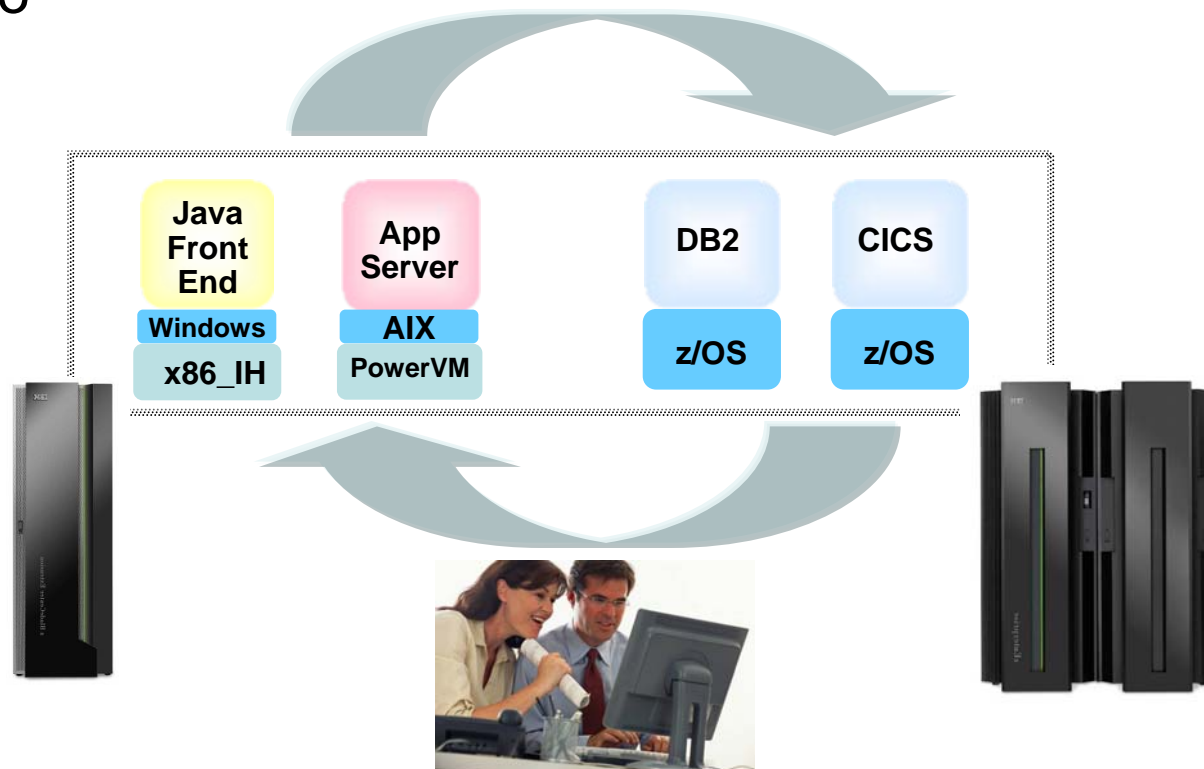 Java
Front
End
App
Server
DB2
CICS
Windows
AIX
z/OS
z/OS
x86_IH
PowerVM